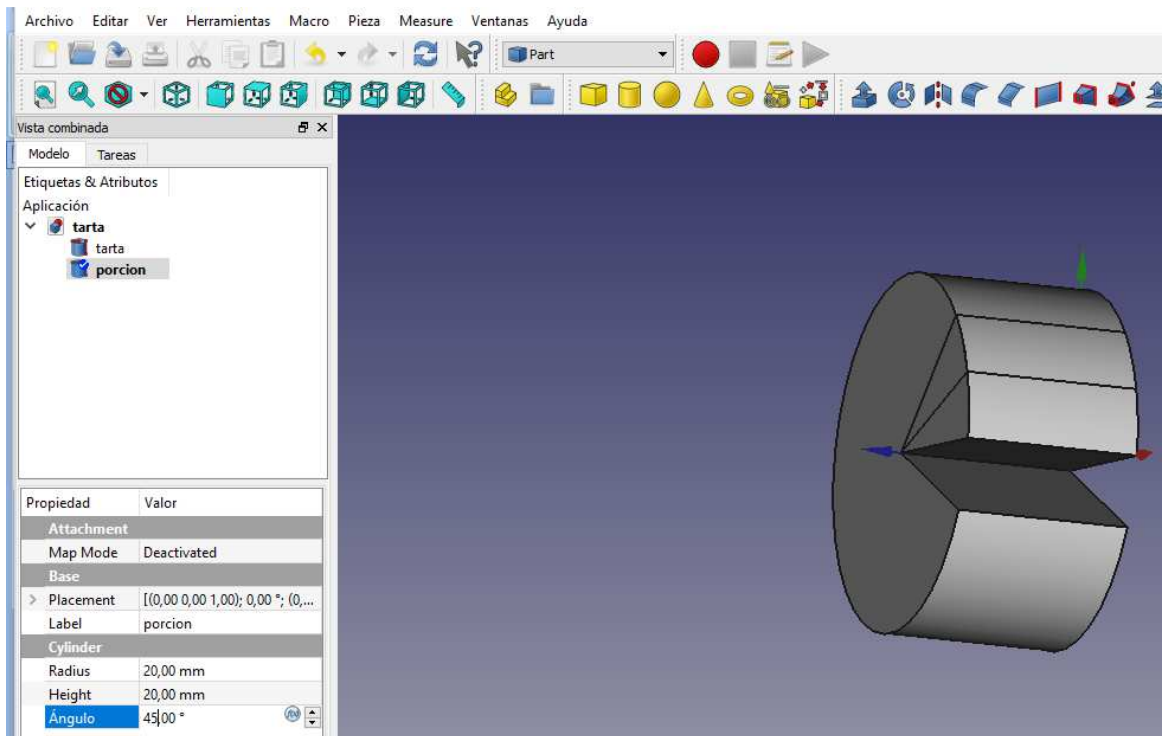 Archivo Editar Ver Herramientas Macro Pieza Measure Ventanas Ayuda
Part
Vista combinada
Modelo Tareas
Etiquetas & Atributos
Aplicación
tarta
tarta
porcion
Propiedad Valor
Attachment
Map Mode Deactivated
Base
Placement [(0,00 0,00 1,00); 0,00 °; (0,...
Label porcion
Cylinder
Radius 20,00 mm
Height 20,00 mm
Ángulo 45,00 °